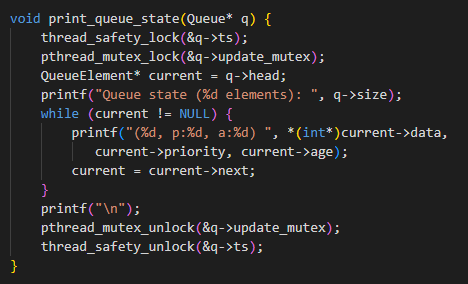 void print_queue_state(Queue* q) {
    thread_safety_lock(&q->ts);
    pthread_mutex_lock(&q->update_mutex);
    QueueElement* current = q->head;
    printf("Queue state (%d elements): ", q->size);
    while (current != NULL) {
        printf("(%d, p:%d, a:%d) ", *(int*)current->data,
           current->priority, current->age);
        current = current->next;
    }
    printf("\n");
    pthread_mutex_unlock(&q->update_mutex);
    thread_safety_unlock(&q->ts);
}